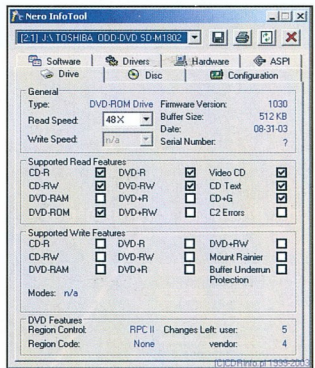 Nero InfoTool
[2:1] J:\ TOSHIBA ODD-DVD SD-M1802
Software Drivers Hardware ASPI
Drive Disc Configuration
General
Type: DVD-ROM Drive Firmware Version: 1030
Read Speed: 48X Buffer Size: 512 KB
Date: 08-31-03
Write Speed: n/a Serial Number: ?
Supported Read Features
CD-R DVD-R Video CD
CD-RW DVD-RW CD Text
DVD-RAM DVD+R CD+G
DVD-ROM DVD+RW C2 Errors
Supported Write Features
CD-R DVD-R DVD+RW
CD-RW DVD-RW Mount Rainier
DVD-RAM DVD+R Buffer Underrun
Protection
Modes: n/a
DVD Features
Region Control: RPC II Changes Left: user: 5
Region Code: None vendor: 4
(C)CDRinfo.pl 1999-2003